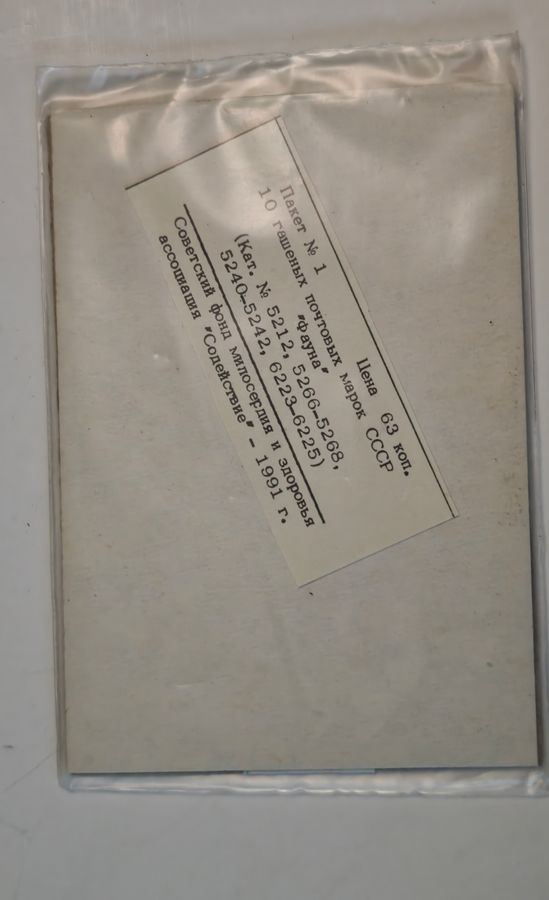 Пакет № 1 Цена 63 коп.
10 гашеных почтовых марок СССР
"Фауна"
(Кат. № 5212, 5266-5268,
5240-5242, 6223-6225)
Советский фонд милосердия и здоровья
ассоциация "Содействие" - 1991 г.